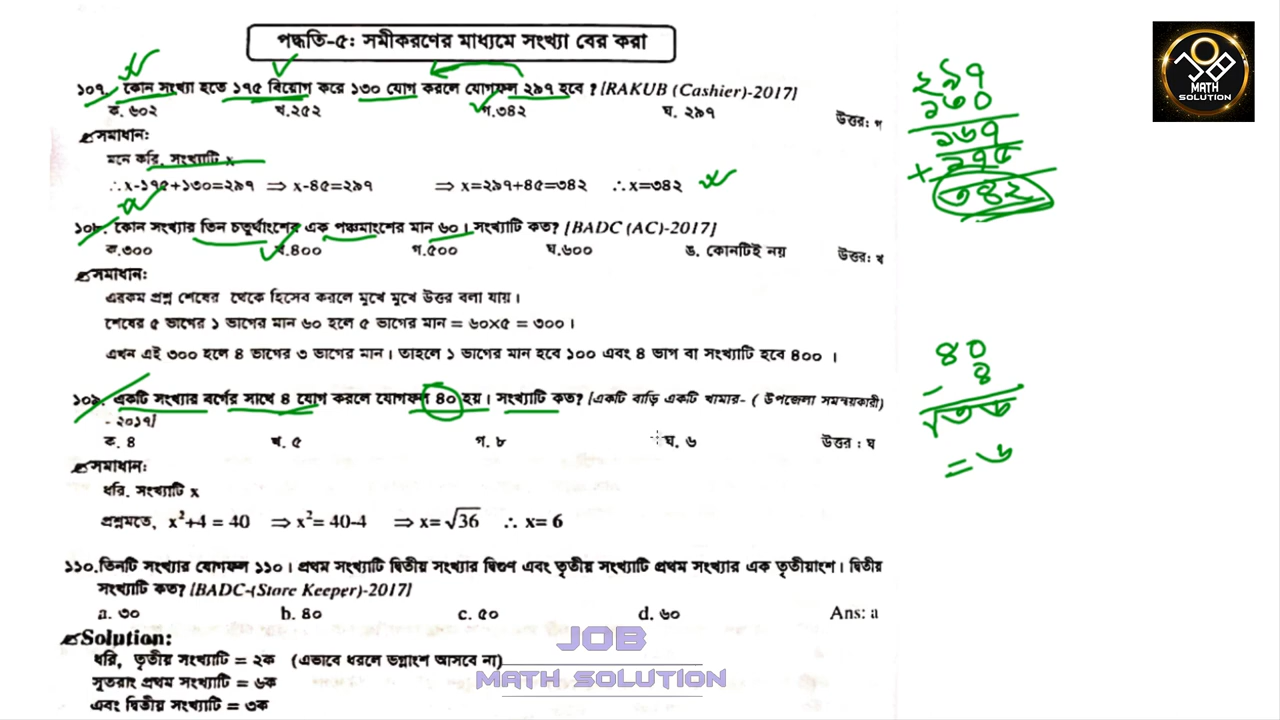 পদ্ধতি-৫: সমীকরণের মাধ্যমে সংখ্যা বের করা
MATH
SOLUTION
১০৭. কোন সংখ্যা হতে ১৭৫ বিয়োগ করে ১৩০ যোগ করলে যোগফল ২৯৭ হবে ? [RAKUB (Cashier)-2017]
ক. ৬০২ খ.২৫২ গ.৩৪২ ঘ. ২৯৭ উত্তর: গ
সমাধান:
মনে করি, সংখ্যাটি x
∴x-১৭৫+১৩০=২৯৭ ⇒ x-৪৫=২৯৭ ⇒ x=২৯৭+৪৫=৩৪২ ∴x=৩৪২
১০৮. কোন সংখ্যার তিন চতুর্থাংশের এক পঞ্চমাংশের মান ৬০। সংখ্যাটি কত? [BADC (AC)-2017]
ক.৩০০ খ.৪০০ গ.৫০০ ঘ.৬০০ ঙ. কোনটিই নয় উত্তর: খ
সমাধান:
এরকম প্রশ্ন শেষের থেকে হিসেব করলে মুখে মুখে উত্তর বলা যায়।
শেষের ৫ ভাগের ১ ভাগের মান ৬০ হলে ৫ ভাগের মান = ৬০×৫ = ৩০০।
এখন এই ৩০০ হলে ৪ ভাগের ৩ ভাগের মান। তাহলে ১ ভাগের মান হবে ১০০ এবং ৪ ভাগ বা সংখ্যাটি হবে ৪০০ ।
১০৯. একটি সংখ্যার বর্গের সাথে ৪ যোগ করলে যোগফল ৪০ হয়। সংখ্যাটি কত? [একটি বাড়ি একটি খামার- ( উপজেলা সমন্বয়কারী)
- ২০১৭]
ক. ৪ খ. ৫ গ. ৮ ঘ. ৬ উত্তর : ঘ
সমাধান:
ধরি, সংখ্যাটি x
প্রশ্নমতে, x²+4 = 40 ⇒ x²= 40-4 ⇒ x= √36 ∴ x= 6
১১০.তিনটি সংখ্যার যোগফল ১১০। প্রথম সংখ্যাটি দ্বিতীয় সংখ্যার দ্বিগুণ এবং তৃতীয় সংখ্যাটি প্রথম সংখ্যার এক তৃতীয়াংশ। দ্বিতীয়
সংখ্যাটি কত? [BADC-(Store Keeper)-2017]
a. ৩০ b. ৪০ c. ৫০ d. ৬০ Ans: a
Solution:
ধরি, তৃতীয় সংখ্যাটি = ২ক (এভাবে ধরলে ভগ্নাংশ আসবে না)
সুতরাং প্রথম সংখ্যাটি = ৬ক
এবং দ্বিতীয় সংখ্যাটি = ৩ক
JOB
MATH SOLUTION
২৯৭
১৩০
১৬৭
+ ১৭৫
৩৪২
৪০
৪
√৩৬
= ৬